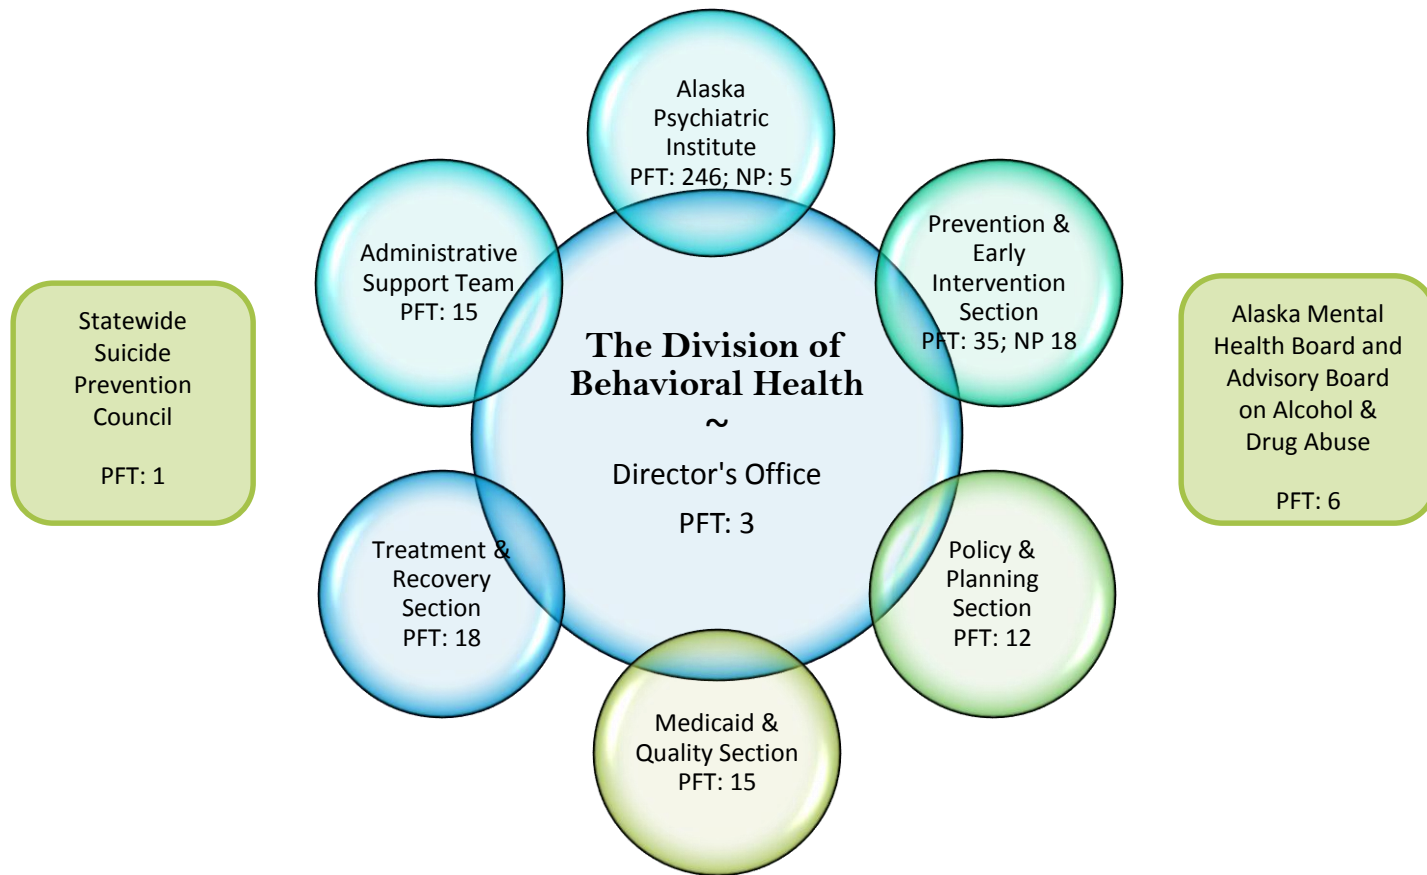 Alaska
Psychiatric
Institute
PFT: 246; NP: 5
Administrative
Support Team
PFT: 15
Prevention &
Early
Intervention
Section
PFT: 35; NP 18
Statewide
Suicide
Prevention
Council
PFT: 1
The Division of
Behavioral Health
~
Director's Office
PFT: 3
Alaska Mental
Health Board and
Advisory Board
on Alcohol &
Drug Abuse
PFT: 6
Treatment &
Recovery
Section
PFT: 18
Policy &
Planning
Section
PFT: 12
Medicaid &
Quality Section
PFT: 15